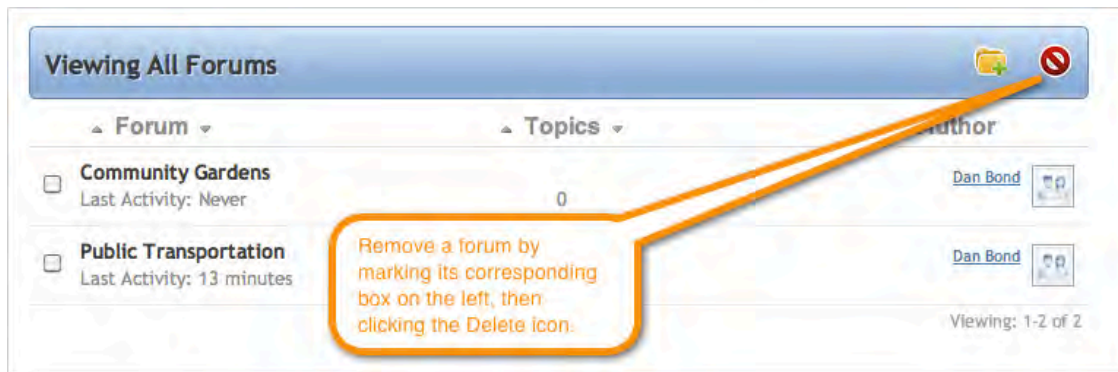 Viewing All Forums
Forum Topics uthor
Community Gardens
Last Activity: Never 0 Dan Bond
Public Transportation
Last Activity: 13 minutes Dan Bond
Remove a forum by
marking its corresponding
box on the left, then
clicking the Delete icon.
Viewing: 1-2 of 2